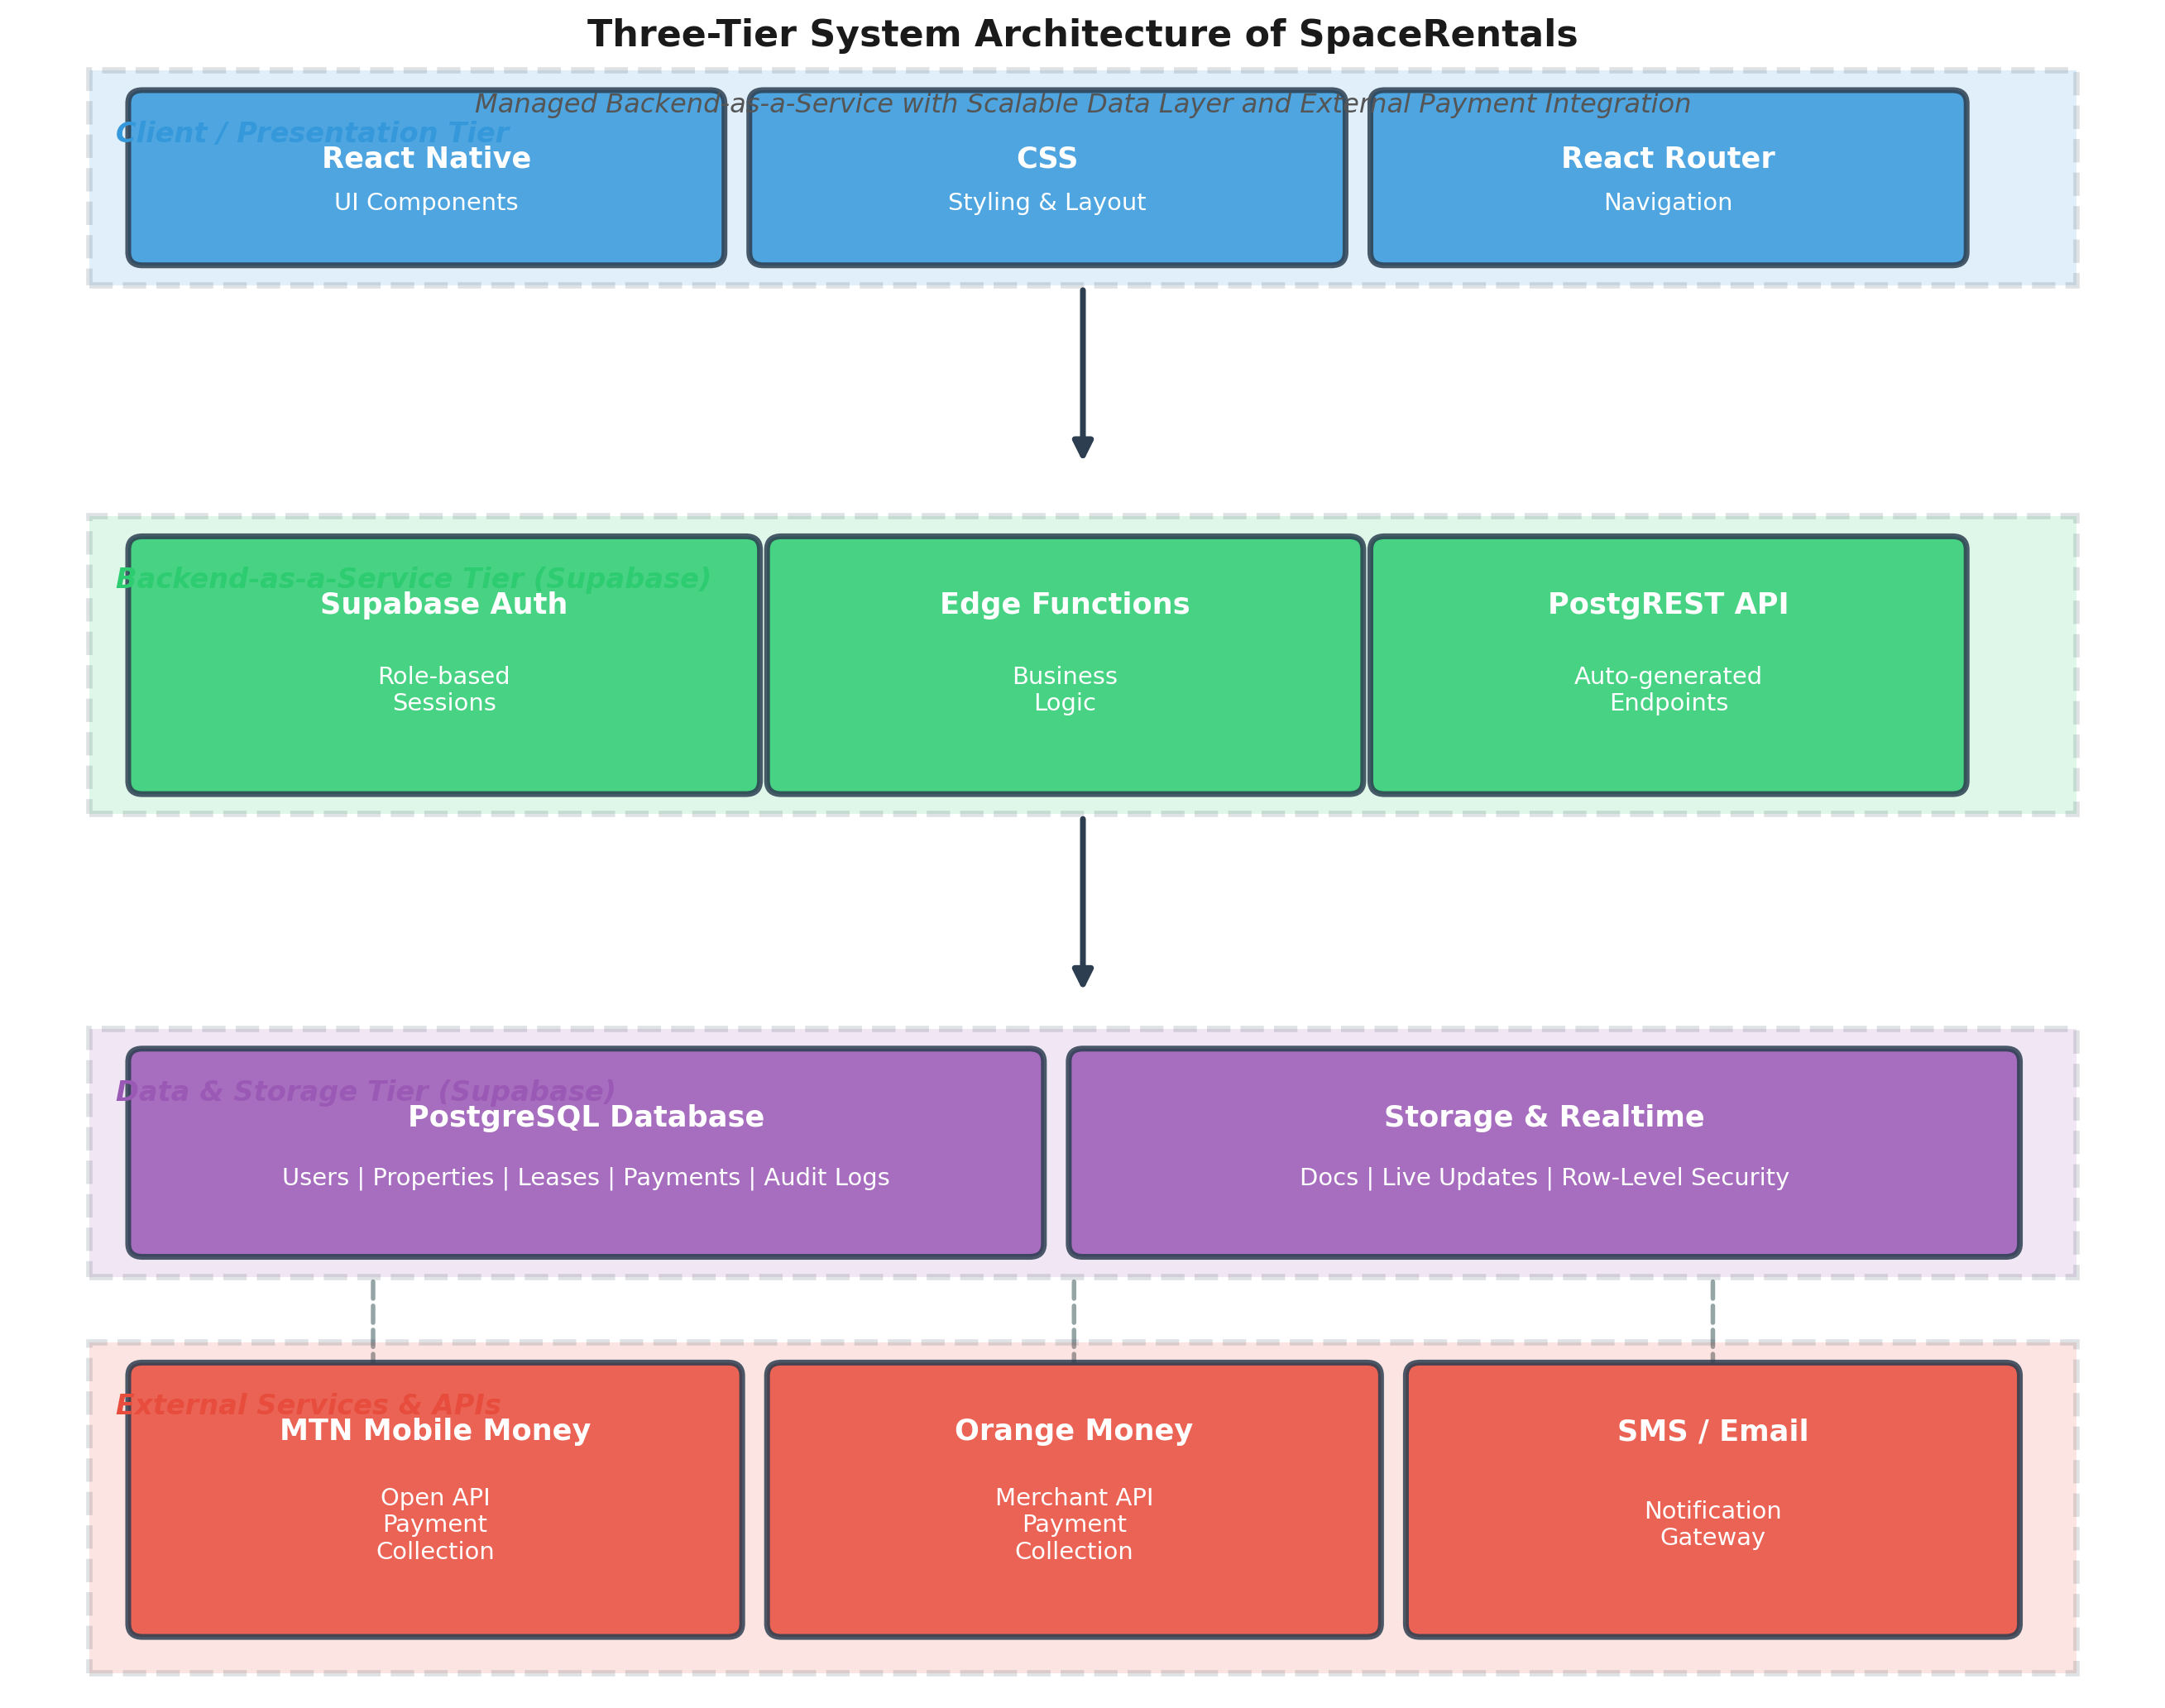 Three-Tier System Architecture of SpaceRentals
Managed Backend-as-a-Service with Scalable Data Layer and External Payment Integration
Client / Presentation Tier
React Native
UI Components
CSS
Styling & Layout
React Router
Navigation
Backend-as-a-Service Tier (Supabase)
Supabase Auth
Role-based
Sessions
Edge Functions
Business
Logic
PostgREST API
Auto-generated
Endpoints
Data & Storage Tier (Supabase)
PostgreSQL Database
Users | Properties | Leases | Payments | Audit Logs
Storage & Realtime
Docs | Live Updates | Row-Level Security
External Services & APIs
MTN Mobile Money
Open API
Payment
Collection
Orange Money
Merchant API
Payment
Collection
SMS / Email
Notification
Gateway